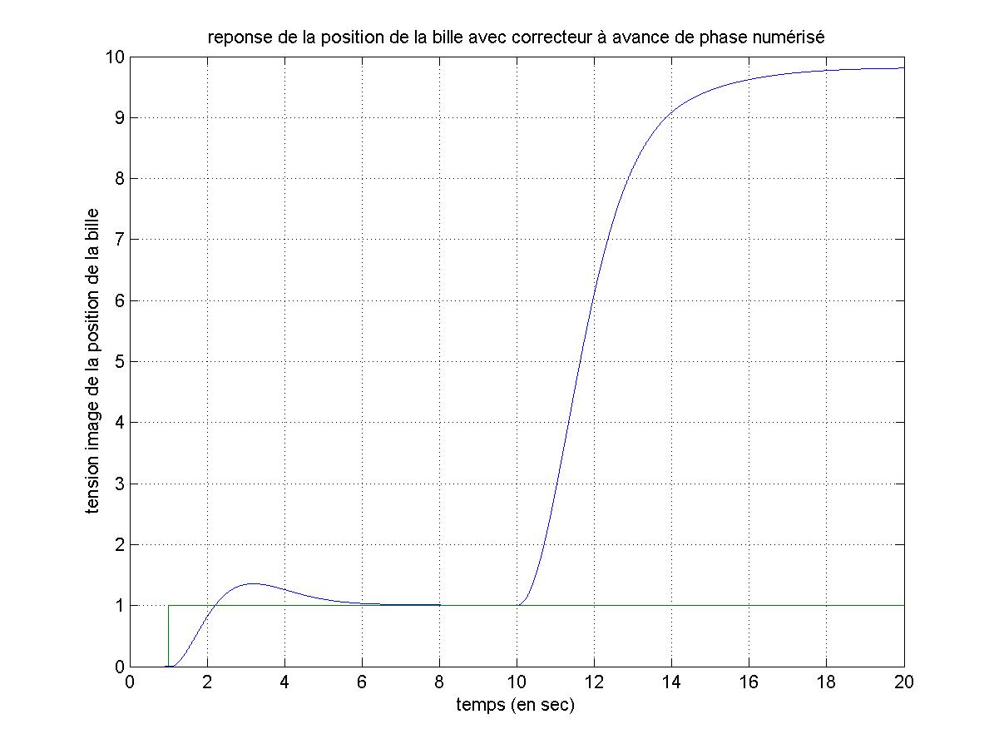 reponse de la position de la bille avec correcteur à avance de phase numérisé
10
9
8
7
6
5
4
3
2
1
0
tension image de la position de la bille
0 2 4 6 8 10 12 14 16 18 20
temps (en sec)